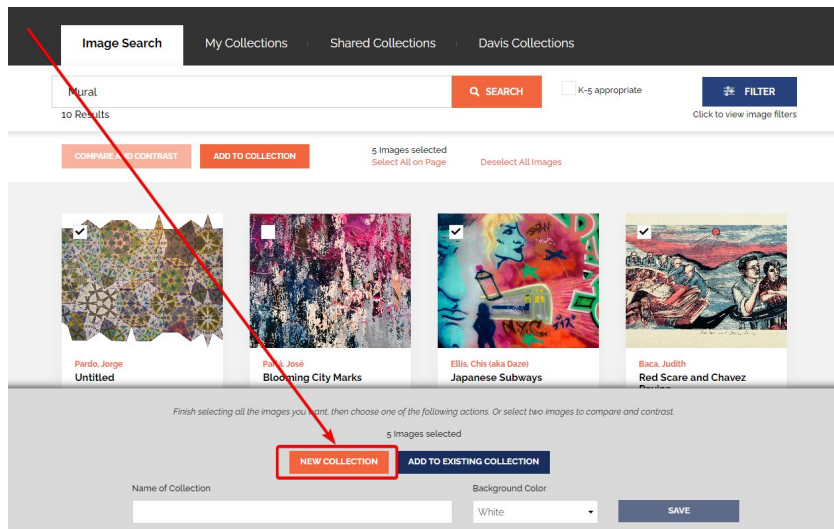 Image Search My Collections Shared Collections Davis Collections
Mural SEARCH K-5 appropriate FILTER
10 Results Click to view image filters
COMPARE AND CONTRAST ADD TO COLLECTION 5 Images selected
Select All on Page Deselect All Images
Pardo, Jorge
Untitled
José
Blooming City Marks
Ellis, Chis (aka Daze)
Japanese Subways
Baca, Judith
Red Scare and Chavez
Finish selecting all the images you want, then choose one of the following actions. Or select two images to compare and contrast.
5 Images selected
NEW COLLECTION ADD TO EXISTING COLLECTION
Name of Collection Background Color
White SAVE